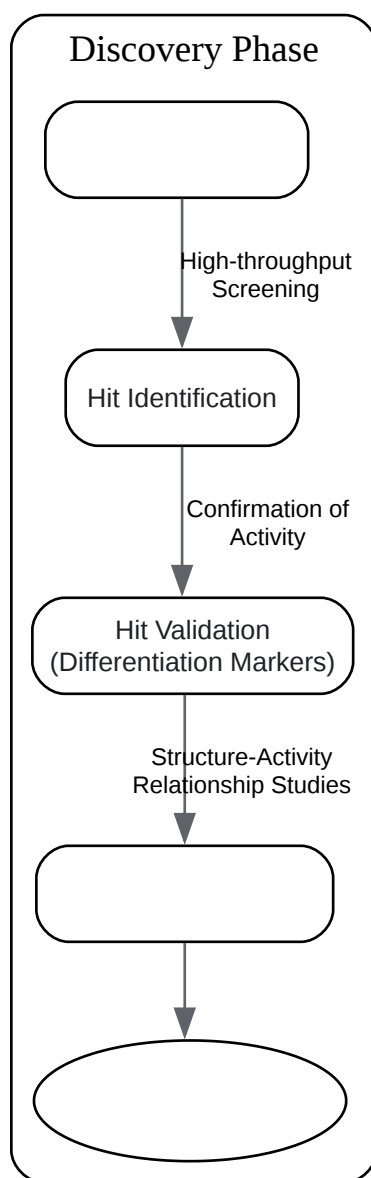 Discovery Phase
High-throughput
Screening
Hit Identification
Confirmation of
Activity
Hit Validation
(Differentiation Markers)
Structure-Activity
Relationship Studies